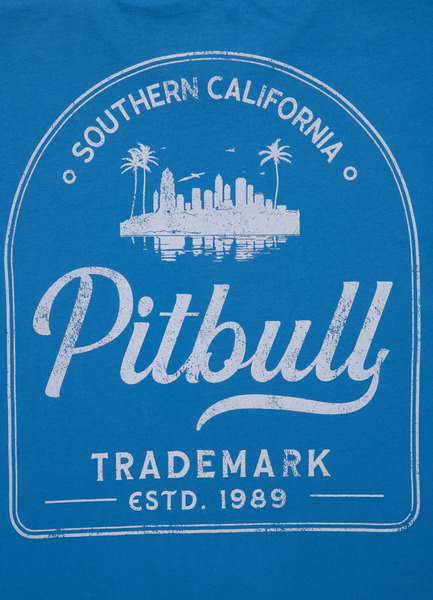 SOUTHERN CALIFORNIA
Pitbull
TRADEMARK
ESTD. 1989